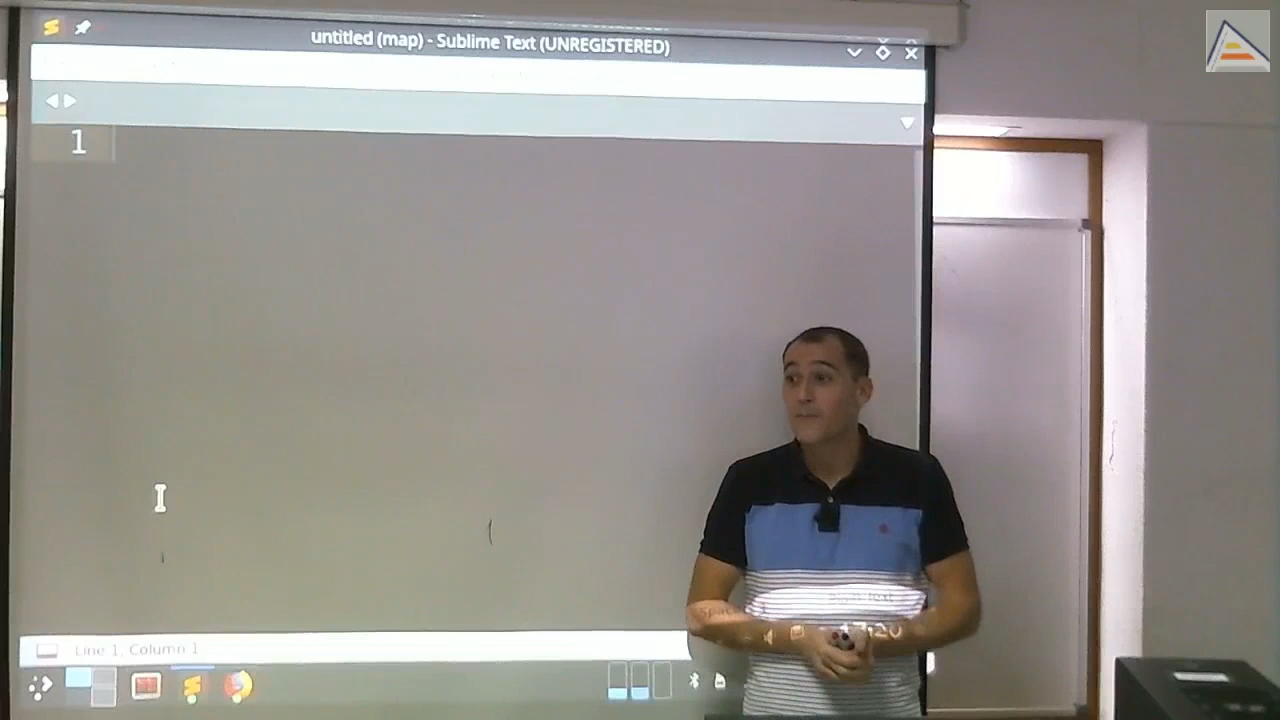 untitled (map) - Sublime Text (UNREGISTERED)
1
Line 1, Column 1